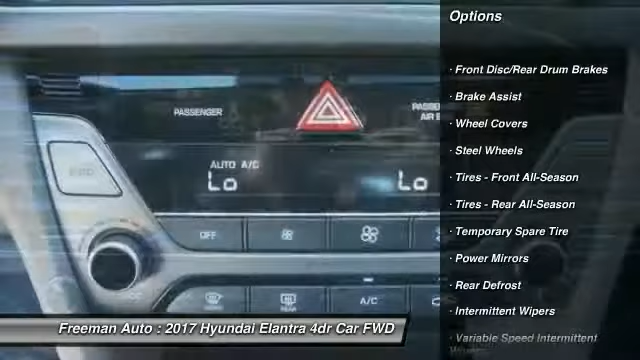 Options
· Front Disc/Rear Drum Brakes
· Brake Assist
· Wheel Covers
· Steel Wheels
· Tires - Front All-Season
· Tires - Rear All-Season
· Temporary Spare Tire
· Power Mirrors
· Rear Defrost
· Intermittent Wipers
· Variable Speed Intermittent
PASSENGER
AUTO A/C
Lo
Lo
OFF
REAR
A/C
Freeman Auto : 2017 Hyundai Elantra 4dr Car FWD